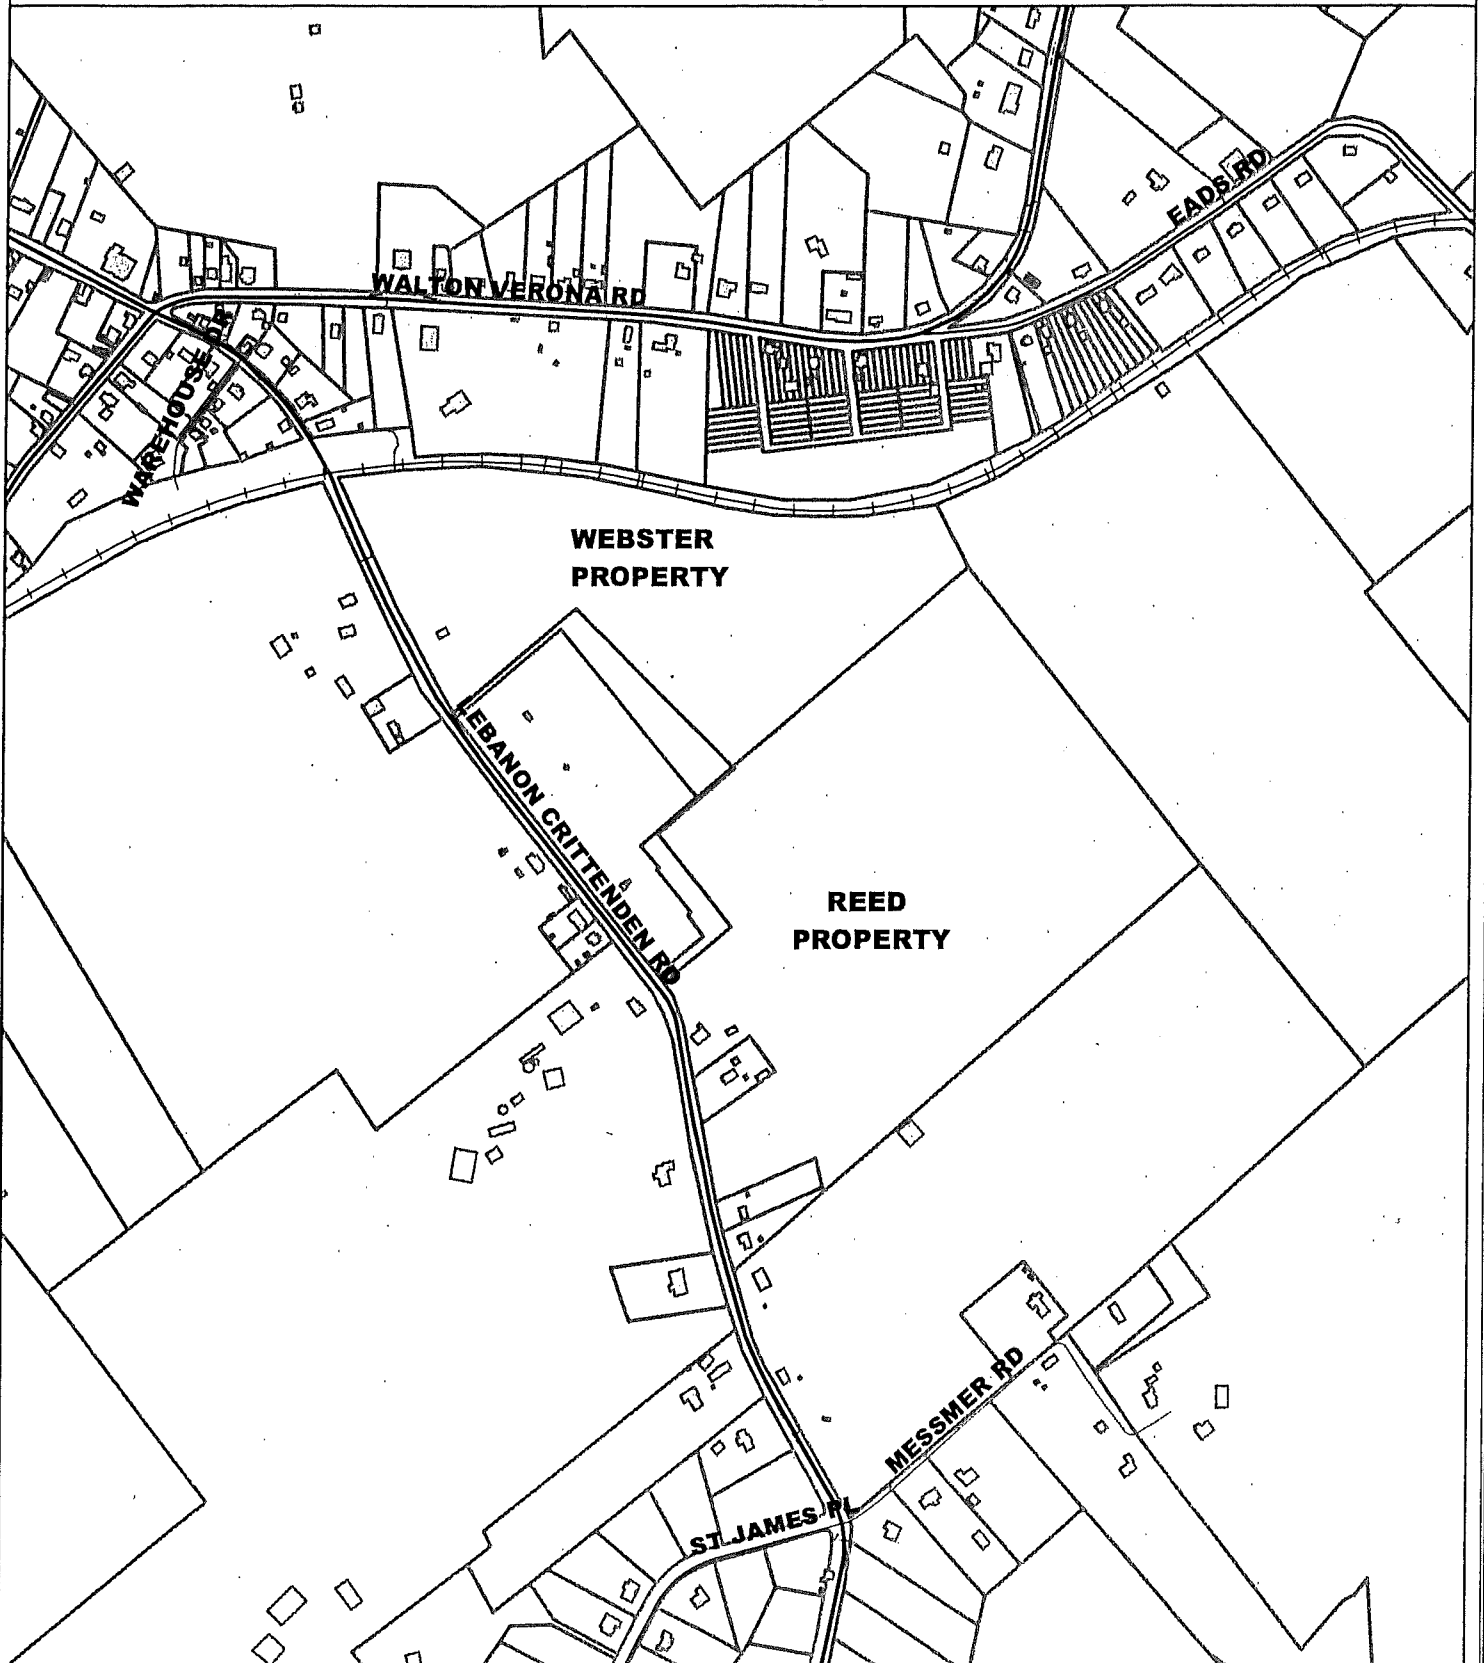 EADS RD
WALTON VERONA RD
WAREHOUSE DR
WEBSTER
PROPERTY
LEBANON CRITTENDEN RD
REED
PROPERTY
MESSMER RD
ST JAMES PL